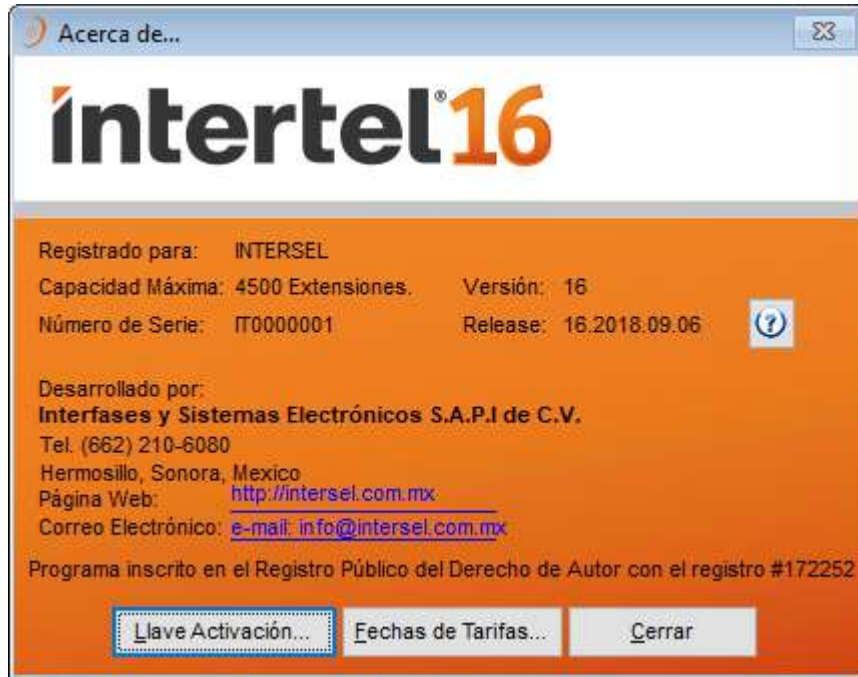 Acerca de...
íntertel®16
Registrado para: INTERSEL
Capacidad Máxima: 4500 Extensiones. Versión: 16
Número de Serie: IT0000001 Release: 16.2018.09.06
Desarrollado por:
Interfases y Sistemas Electrónicos S.A.P.I de C.V.
Tel. (662) 210-6080
Hermosillo, Sonora, Mexico
Página Web: http://intersel.com.mx
Correo Electrónico: e-mail: info@intersel.com.mx
Programa inscrito en el Registro Público del Derecho de Autor con el registro #172252
Llave Activación... Fechas de Tarifas... Cerrar